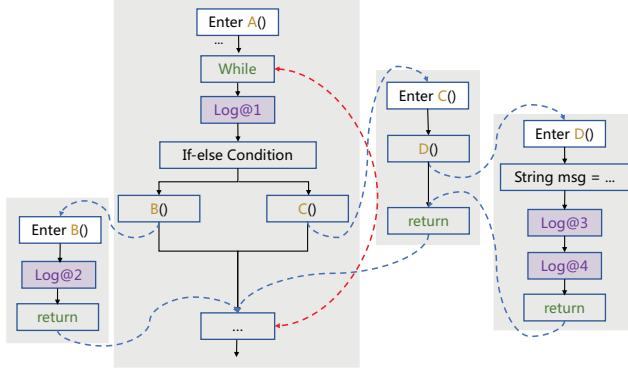 Enter A()
...
While
Log@1
If-else Condition
B()
C()
...
Enter B()
Log@2
return
Enter C()
D()
return
Enter D()
String msg = ...
Log@3
Log@4
return